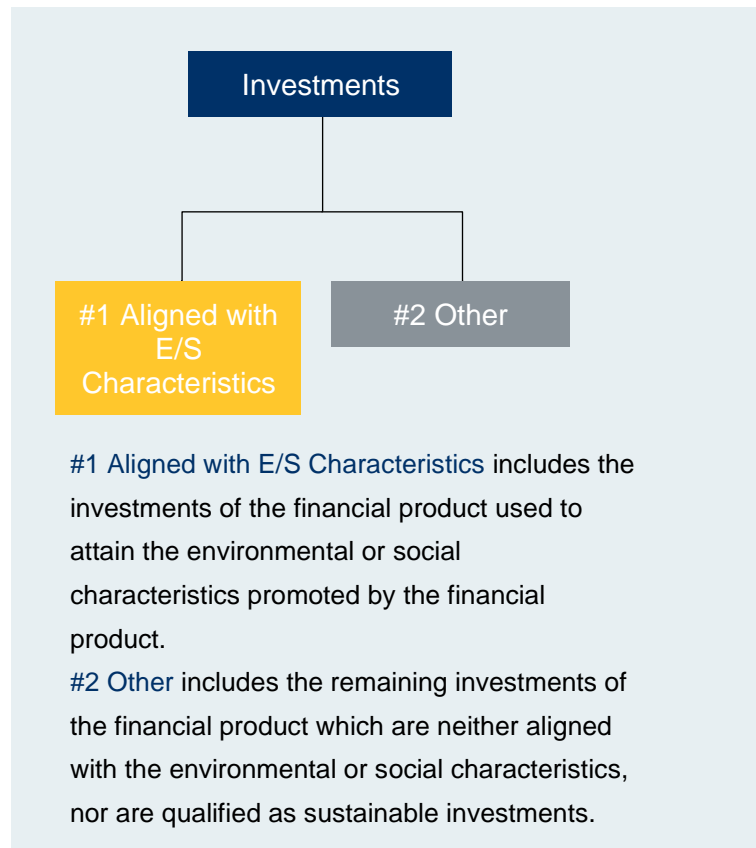 Investments
#1 Aligned with
E/S
Characteristics
#2 Other
#1 Aligned with E/S Characteristics includes the
investments of the financial product used to
attain the environmental or social
characteristics promoted by the financial
product.
#2 Other includes the remaining investments of
the financial product which are neither aligned
with the environmental or social characteristics,
nor are qualified as sustainable investments.